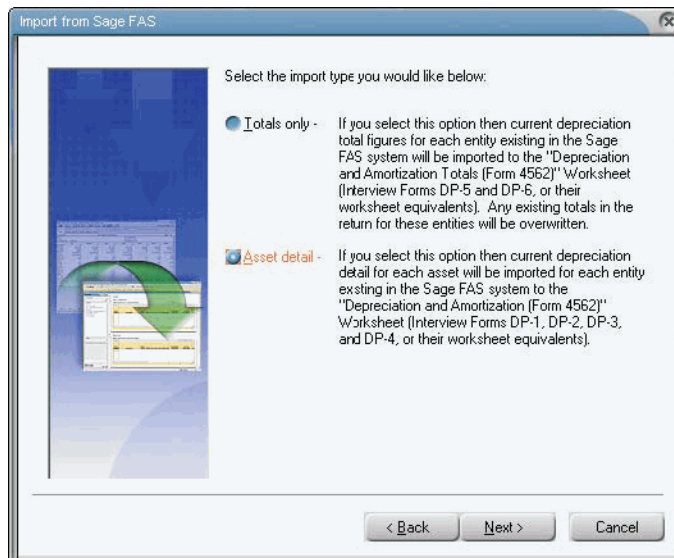 Import from Sage FAS
Select the import type you would like below:
Totals only - If you select this option then current depreciation
total figures for each entity existing in the Sage
FAS system will be imported to the "Depreciation
and Amortization Totals (Form 4562)" Worksheet
(Interview Forms DP-5 and DP-6, or their
worksheet equivalents). Any existing totals in the
return for these entities will be overwritten.
Asset detail - If you select this option then current depreciation
detail for each asset will be imported for each entity
exsting in the Sage FAS system to the
"Depreciation and Amortization (Form 4562)"
Worksheet (Interview Forms DP-1, DP-2, DP-3,
and DP-4, or their worksheet equivalents).
< Back Next > Cancel